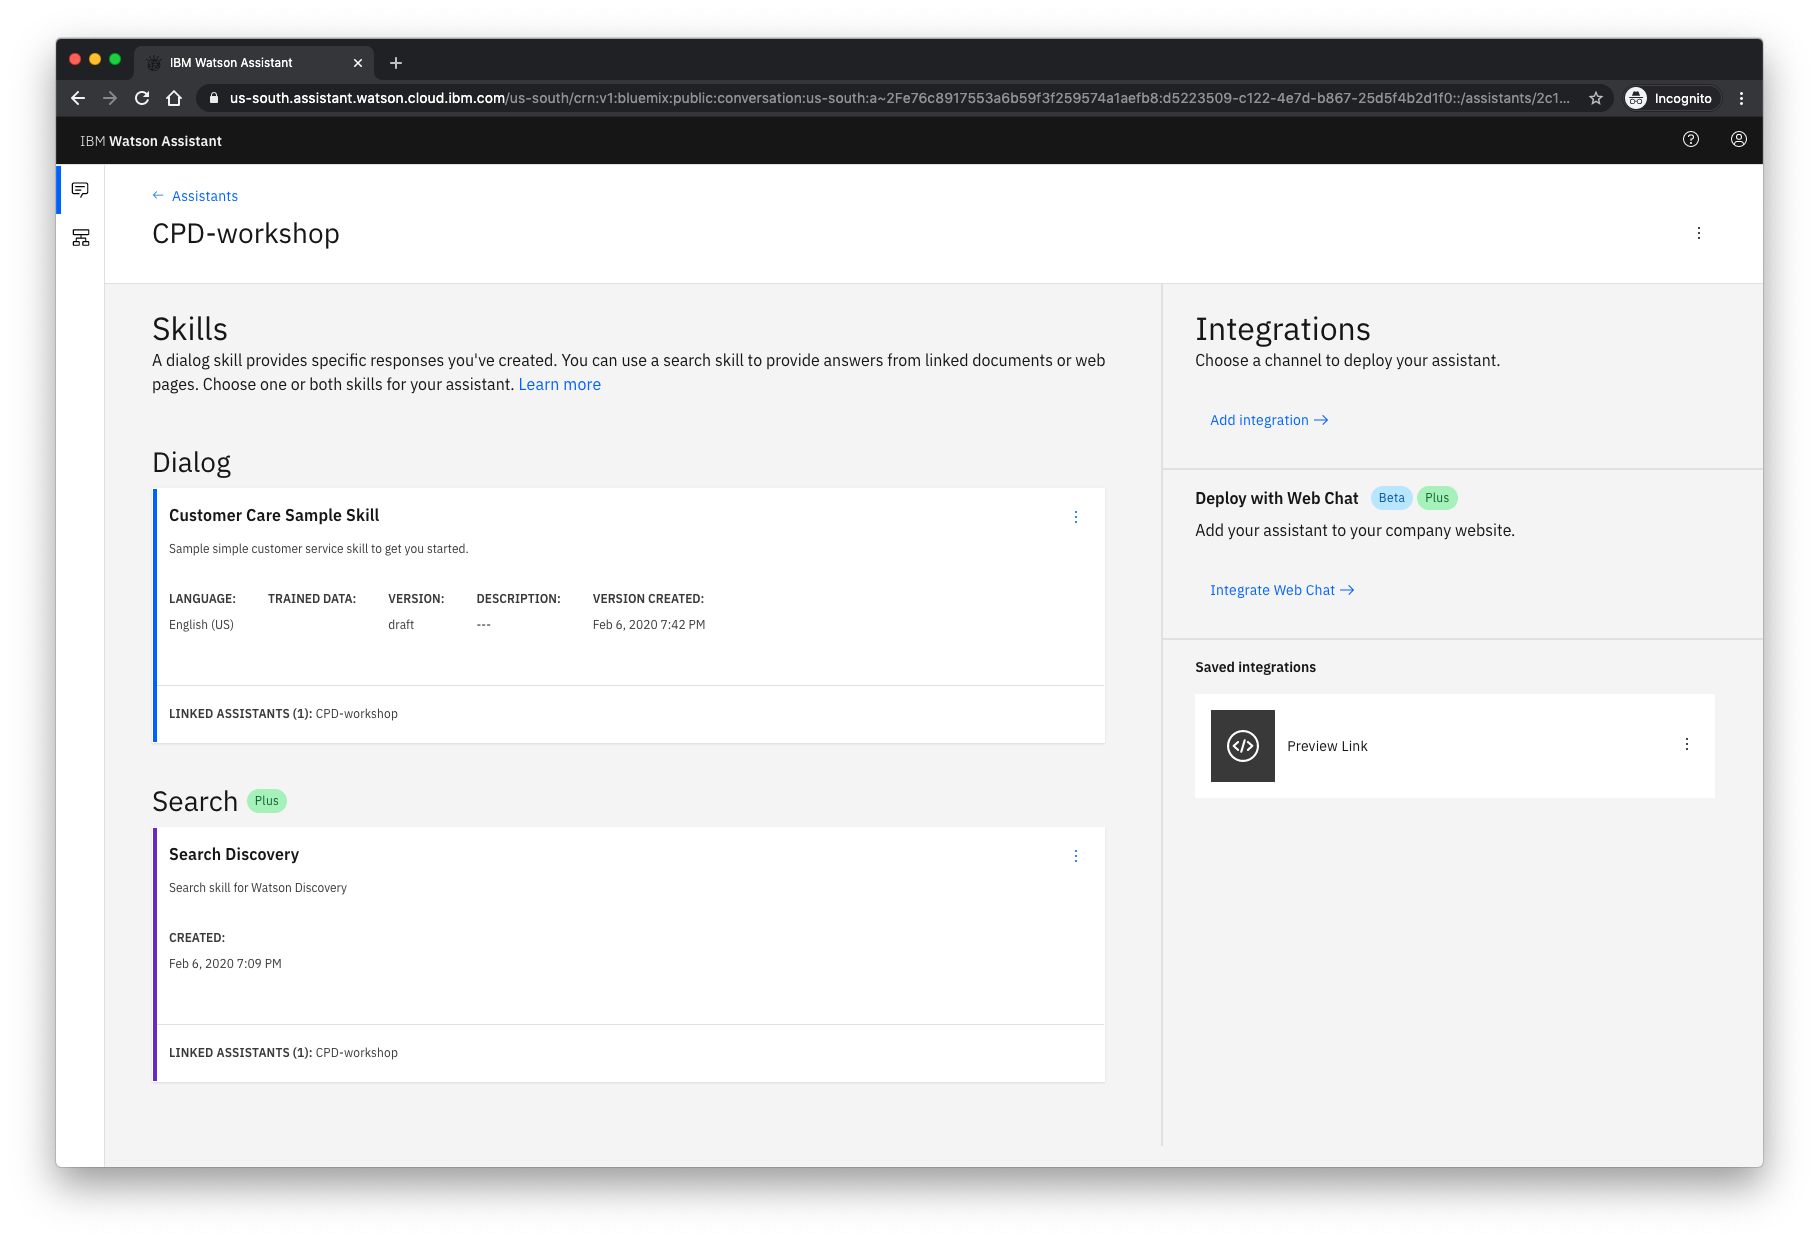 IBM Watson Assistant
us-south.assistant.watson.cloud.ibm.com/us-south/crn:v1:bluemix:public:conversation:us-south:a~2Fe76c8917553a6b59f3f259574a1aefb8:d5223509-c122-4e7d-b867-25d5f4b2d1f0::/assistants/2c1...
Incognito
IBM Watson Assistant
Assistants
CPD-workshop
Skills
A dialog skill provides specific responses you've created. You can use a search skill to provide answers from linked documents or web
pages. Choose one or both skills for your assistant. Learn more
Dialog
Customer Care Sample Skill
Sample simple customer service skill to get you started.
LANGUAGE: TRAINED DATA: VERSION: DESCRIPTION: VERSION CREATED:
English (US) draft --- Feb 6, 2020 7:42 PM
LINKED ASSISTANTS (1): CPD-workshop
Search Plus
Search Discovery
Search skill for Watson Discovery
CREATED:
Feb 6, 2020 7:09 PM
LINKED ASSISTANTS (1): CPD-workshop
Integrations
Choose a channel to deploy your assistant.
Add integration
Deploy with Web Chat Beta Plus
Add your assistant to your company website.
Integrate Web Chat
Saved integrations
Preview Link